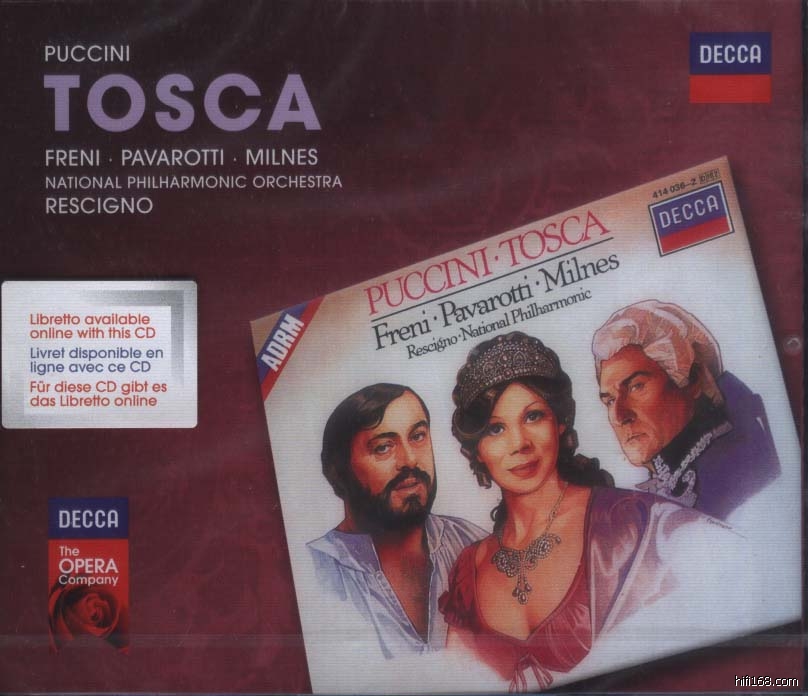 PUCCINI
TOSCA
FRENI · PAVAROTTI · MILNES
NATIONAL PHILHARMONIC ORCHESTRA
RESCIGNO
DECCA
Libretto available
online with this CD
Livret disponible en
ligne avec ce CD
Für diese CD gibt es
das Libretto online
414 036-2
DECCA
ADRM
PUCCINI · TOSCA
Freni · Pavarotti · Milnes
Rescigno · National Philharmonic
DECCA
The
OPERA
Company
hifi168.com